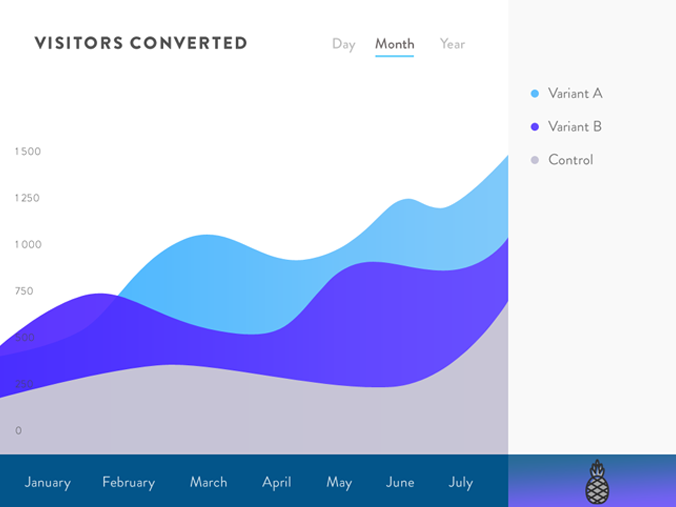 VISITORS CONVERTED
Day Month Year
Variant A
Variant B
Control
1 500
1 250
1 000
750
500
250
0
January February March April May June July